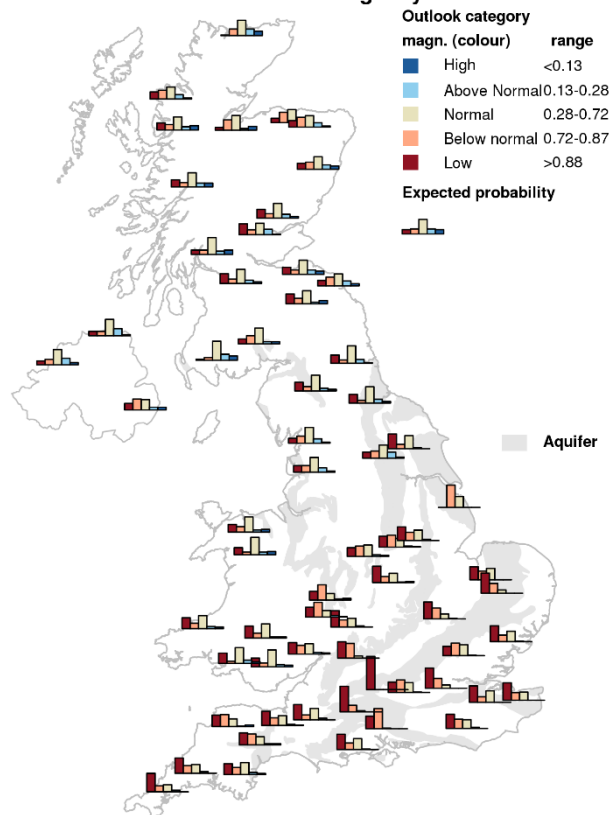 Outlook category
magn. (colour) range
High <0.13
Above Normal 0.13-0.28
Normal 0.28-0.72
Below normal 0.72-0.87
Low >0.88
Expected probability
Aquifer